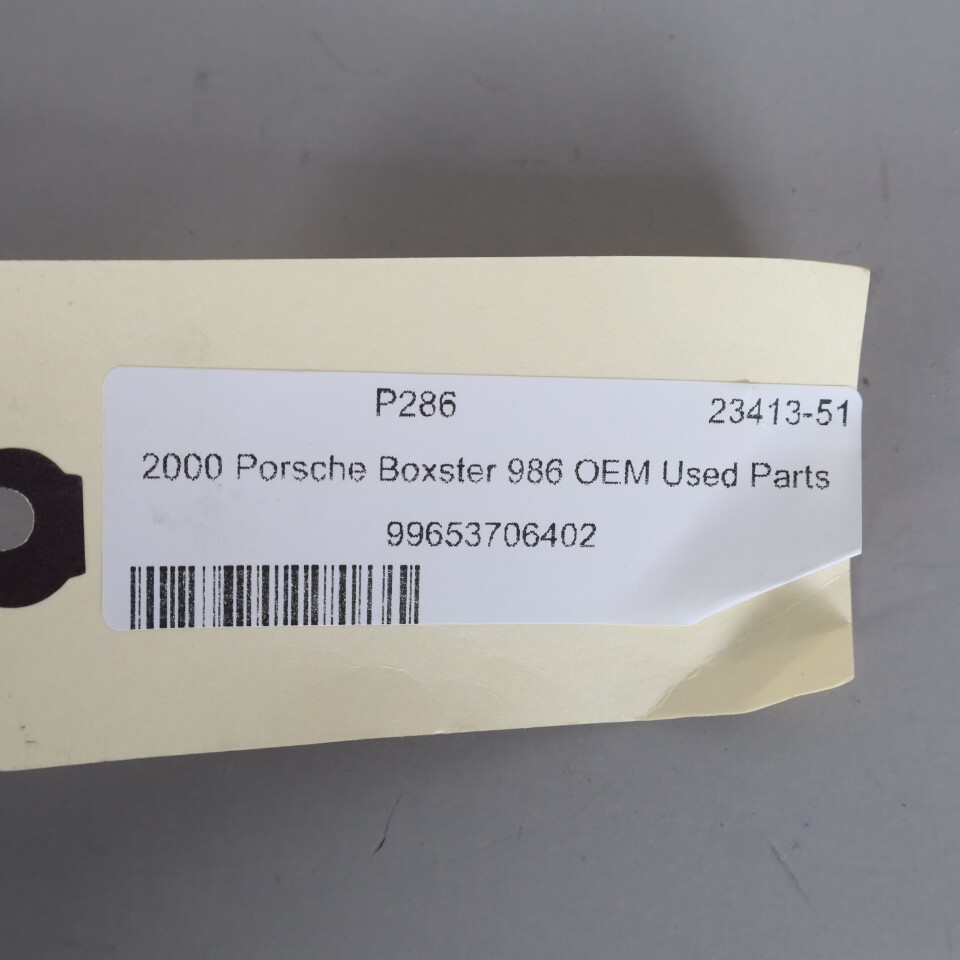 P286 23413-51
2000 Porsche Boxster 986 OEM Used Parts
99653706402